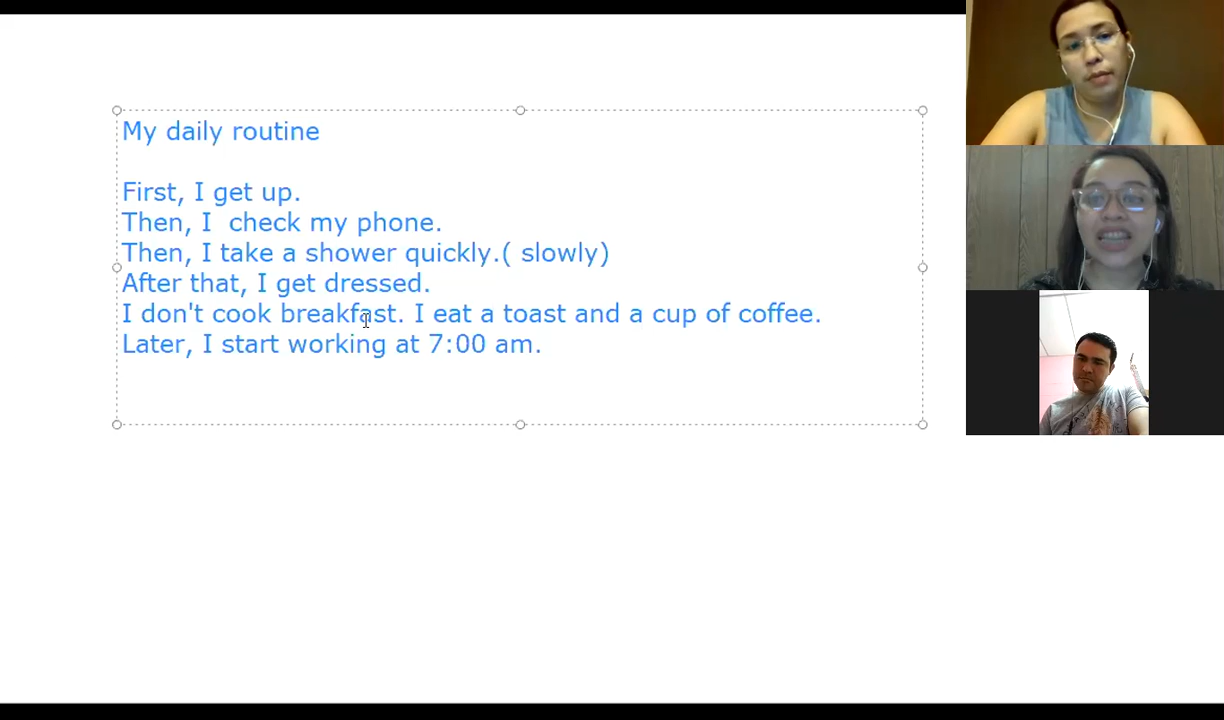 My daily routine
First, I get up.
Then, I  check my phone.
Then, I take a shower quickly.( slowly)
After that, I get dressed.
I don't cook breakfast. I eat a toast and a cup of coffee.
Later, I start working at 7:00 am.